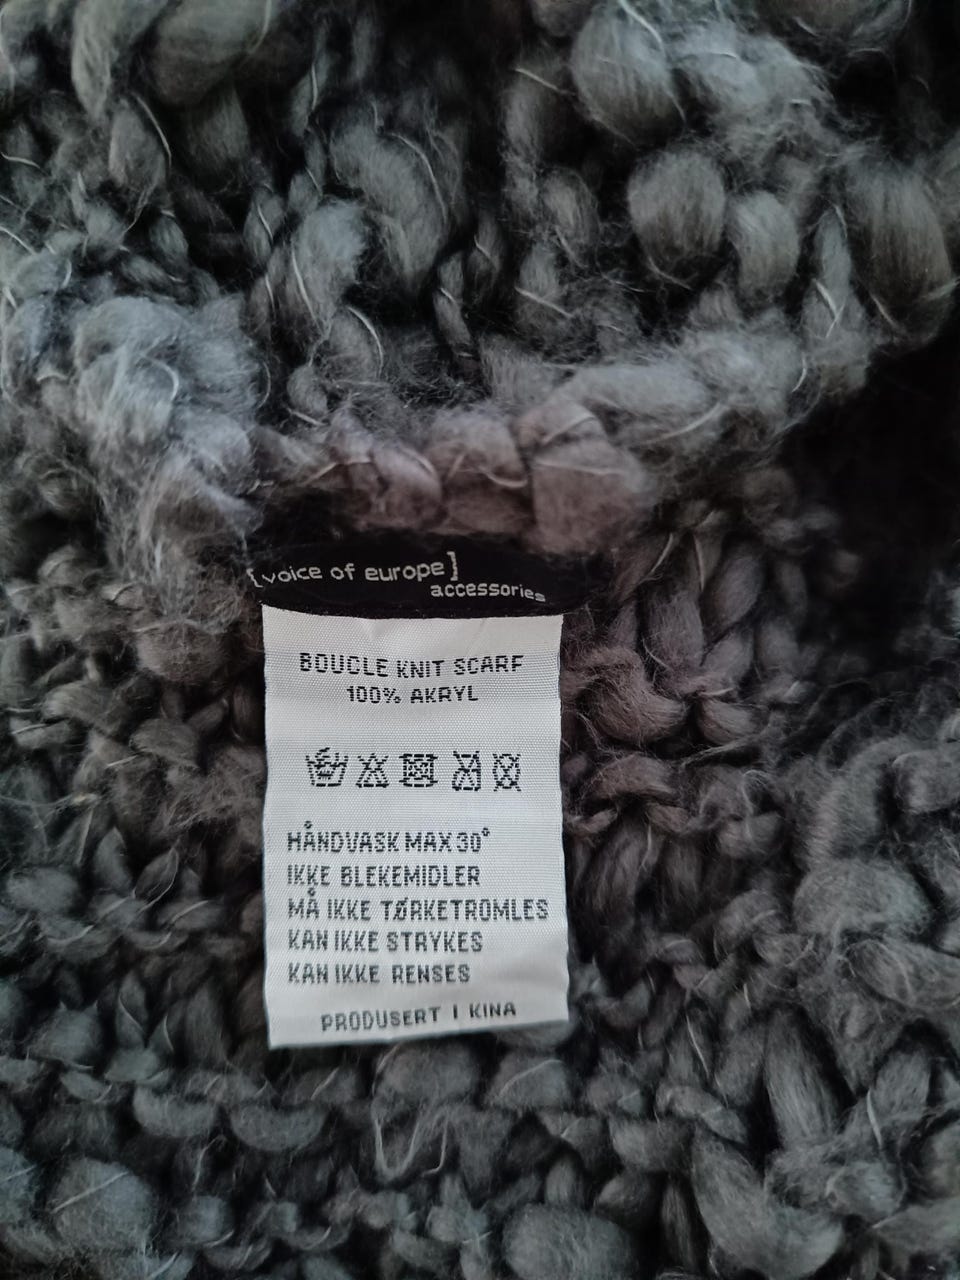 [voice of europe]
accessories
BOUCLE KNIT SCARF
100% AKRYL
HÅNDVASK MAX 30°
IKKE BLEKEMIDLER
MÅ IKKE TØRKETROMLES
KAN IKKE STRYKES
KAN IKKE RENSES
PRODUSERT I KINA